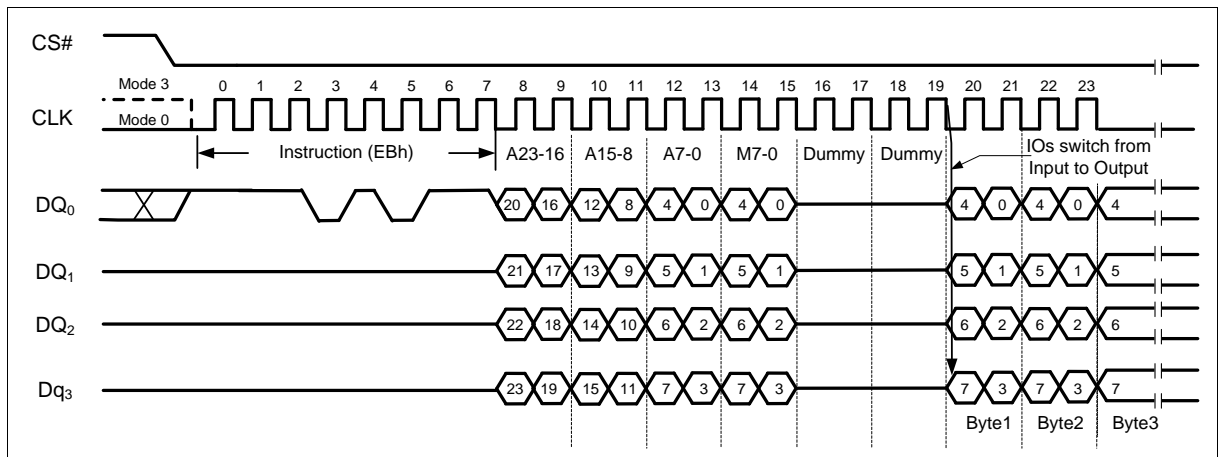 CS#
Mode 3 0 1 2 3 4 5 6 7 8 9 10 11 12 13 14 15 16 17 18 19 20 21 22 23
CLK Mode 0
Instruction (EBh) A23-16 A15-8 A7-0 M7-0 Dummy Dummy IOs switch from
Input to Output
DQ0 20 16 12 8 4 0 4 0 4 0 4 0 4
DQ1 21 17 13 9 5 1 5 1 5 1 5 1 5
DQ2 22 18 14 10 6 2 6 2 6 2 6 2 6
Dq3 23 19 15 11 7 3 7 3 7 3 7 3 7
Byte1 Byte2 Byte3